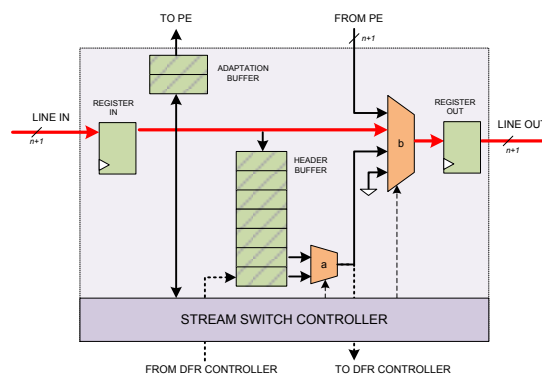 TO PE
FROM PE
n+1
ADAPTATION
BUFFER
LINE IN
n+1
REGISTER
IN
REGISTER
OUT
LINE OUT
n+1
HEADER
BUFFER
b
a
STREAM SWITCH CONTROLLER
FROM DFR CONTROLLER
TO DFR CONTROLLER